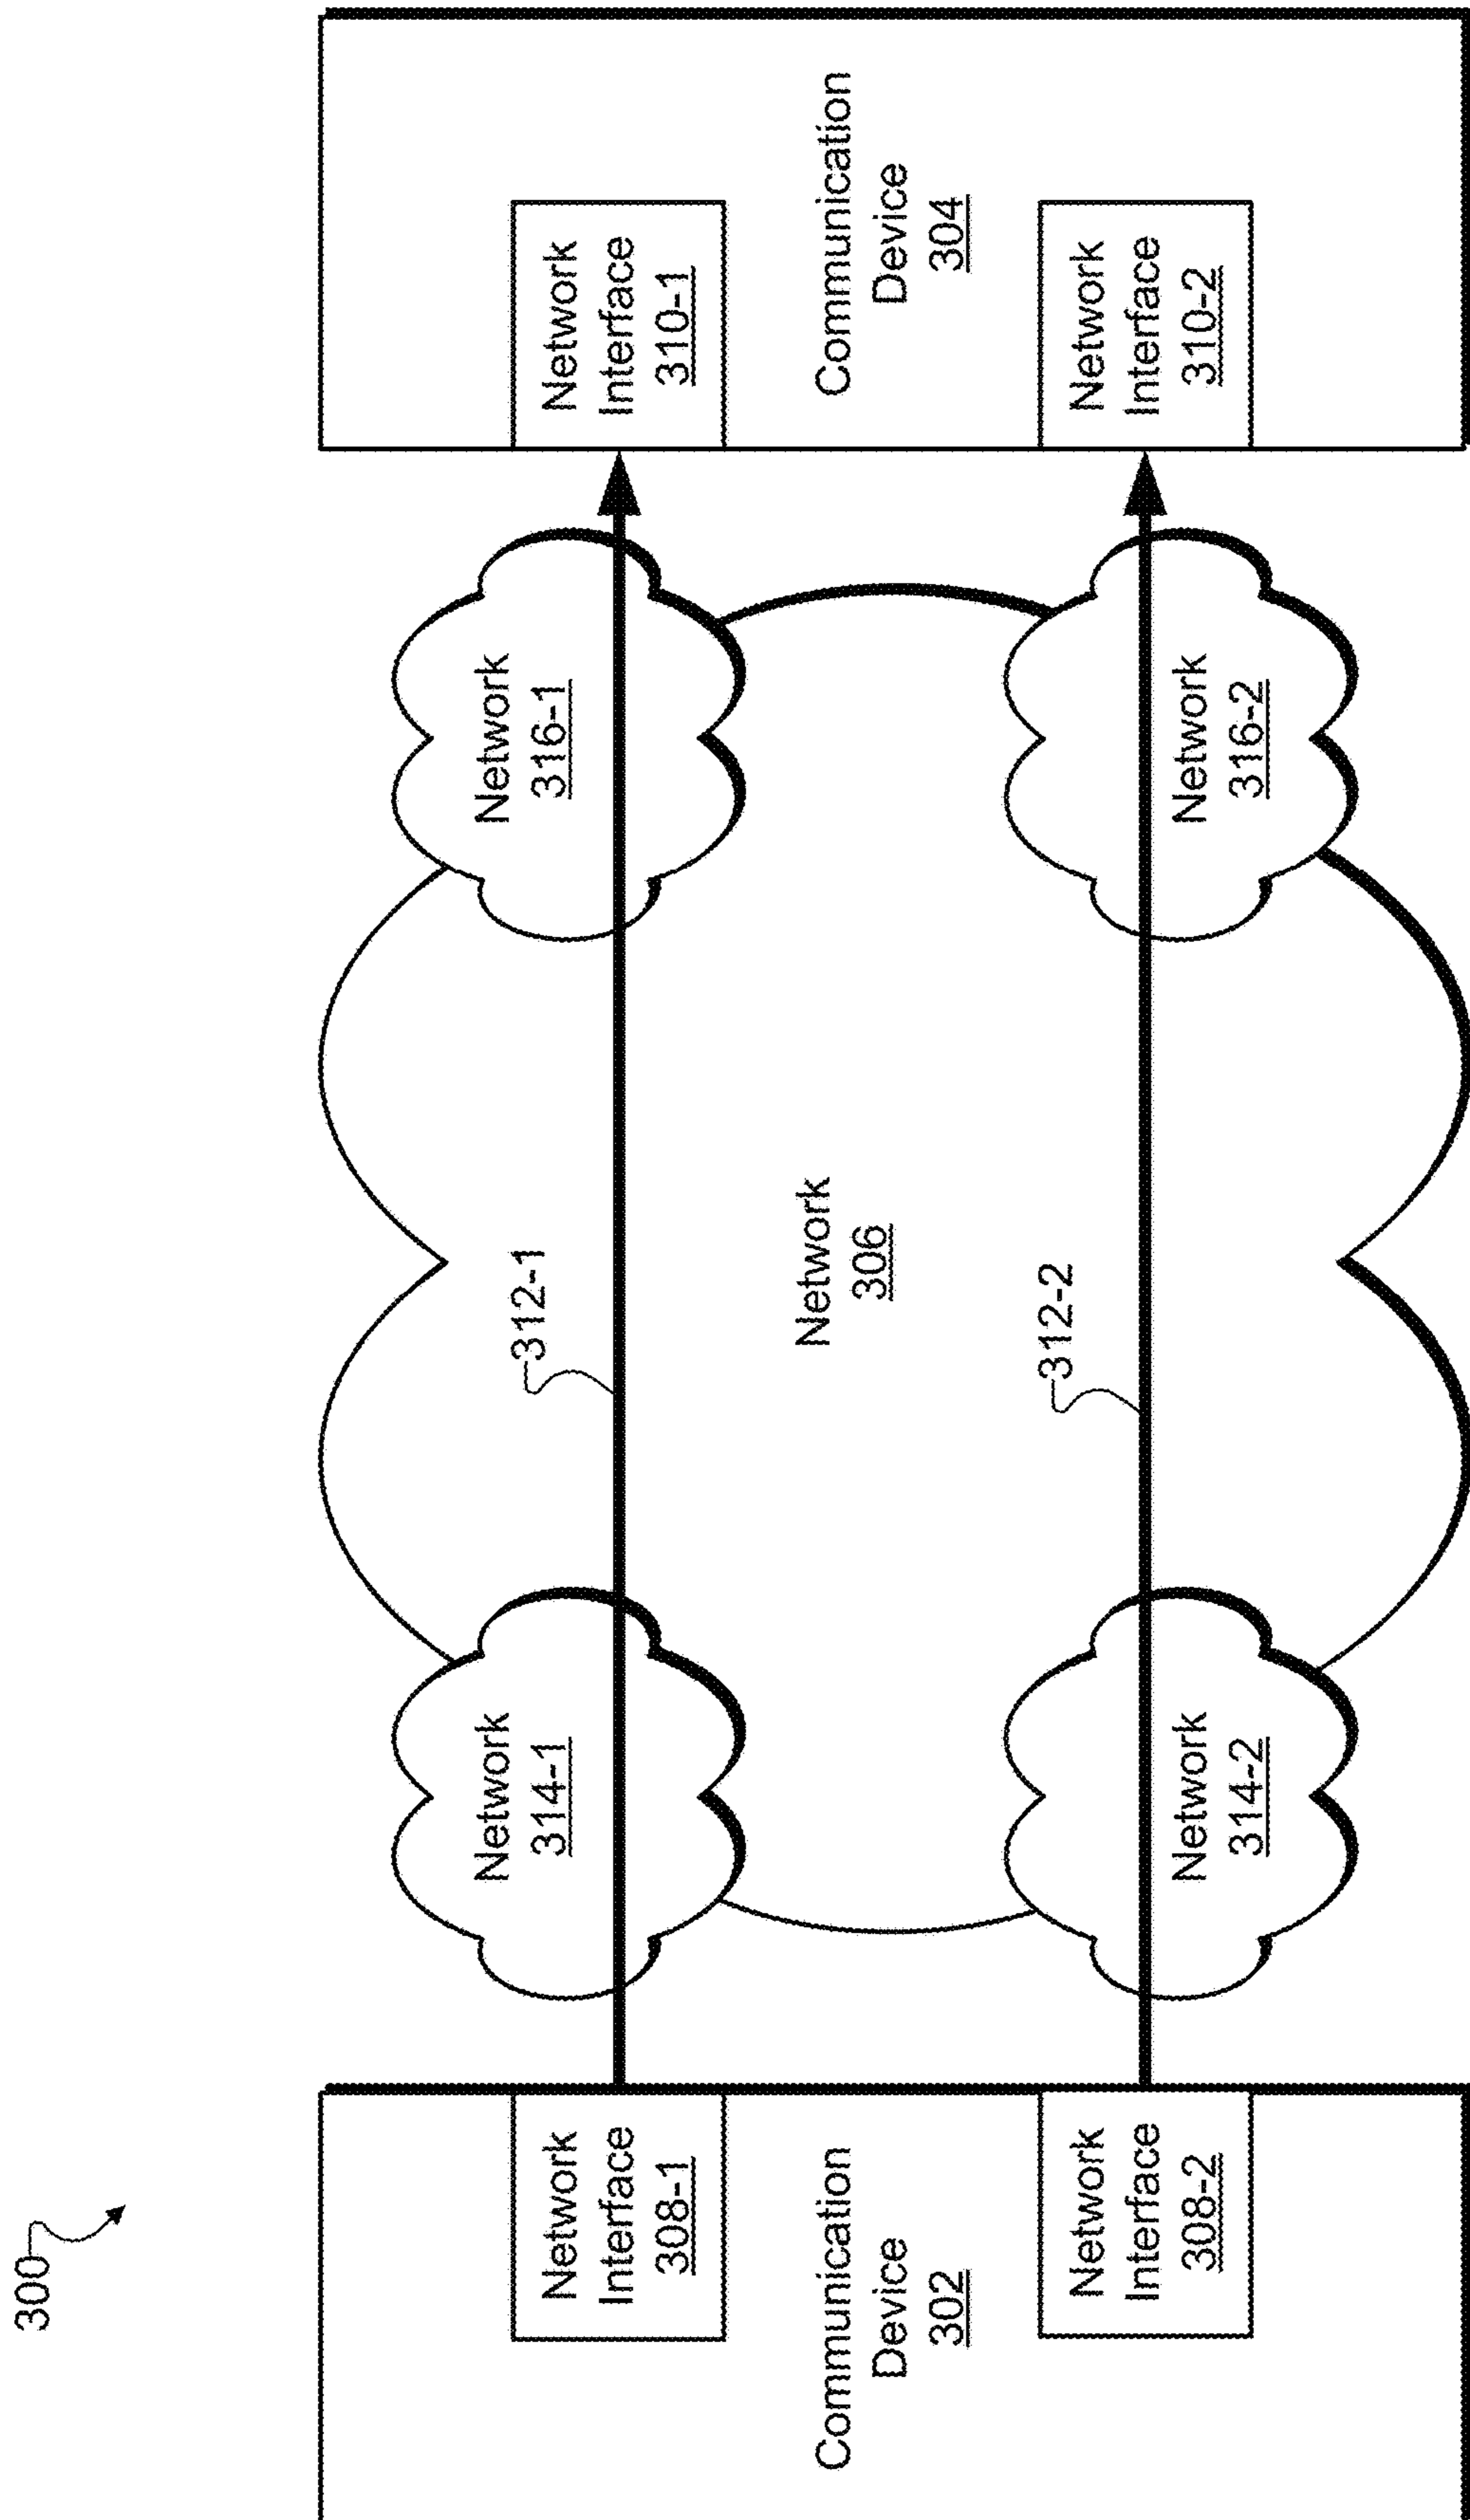 300
Communication
Device
302
Network
Interface
308-1
Network
Interface
308-2
Network
314-1
Network
314-2
312-1
Network
306
312-2
Network
316-1
Network
316-2
Network
Interface
310-1
Communication
Device
304
Network
Interface
310-2